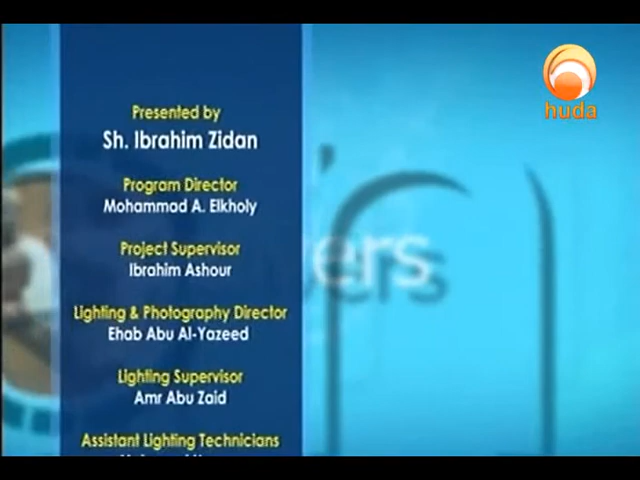 huda
Presented by
Sh. Ibrahim Zidan
Program Director
Mohammad A. Elkholy
Project Supervisor
Ibrahim Ashour
Lighting & Photography Director
Ehab Abu Al-Yazeed
Lighting Supervisor
Amr Abu Zaid
Assistant Lighting Technicians